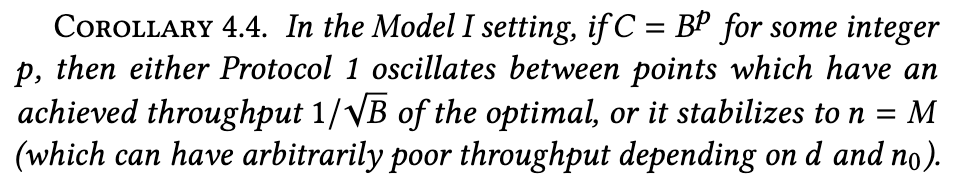 COROLLARY 4.4. In the Model I setting, if C = B^p for some integer
p, then either Protocol 1 oscillates between points which have an
achieved throughput 1/√B of the optimal, or it stabilizes to n = M
(which can have arbitrarily poor throughput depending on d and n₀).